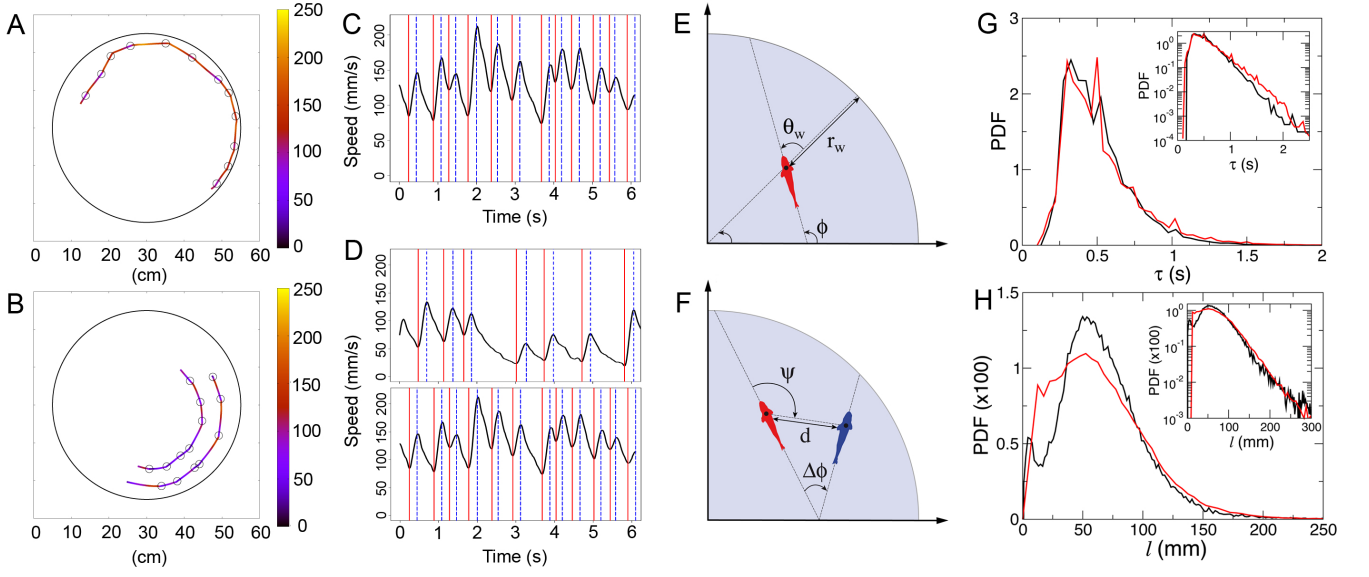 A
250
200
150
100
50
0
0 10 20 30 40 50 60
(cm)
B
250
200
150
100
50
0
0 10 20 30 40 50 60
(cm)
C
Speed (mm/s)
200
150
100
50
0
0 1 2 3 4 5 6
Time (s)
D
Speed (mm/s)
200
150
100
50
0
200
150
100
50
0
0 1 2 3 4 5 6
Time (s)
E
θw
rw
ϕ
F
ψ
d
Δϕ
G
PDF
3
2
1
0
0 0.5 1 1.5 2
τ (s)
PDF
10^0
10^-1
10^-2
10^-3
10^-4
0 1 2
τ (s)
H
PDF (x100)
1.5
1
0.5
0
0 50 100 150 200 250
l (mm)
PDF (x100)
10^0
10^-1
10^-2
10^-3
0 100 200 300
l (mm)